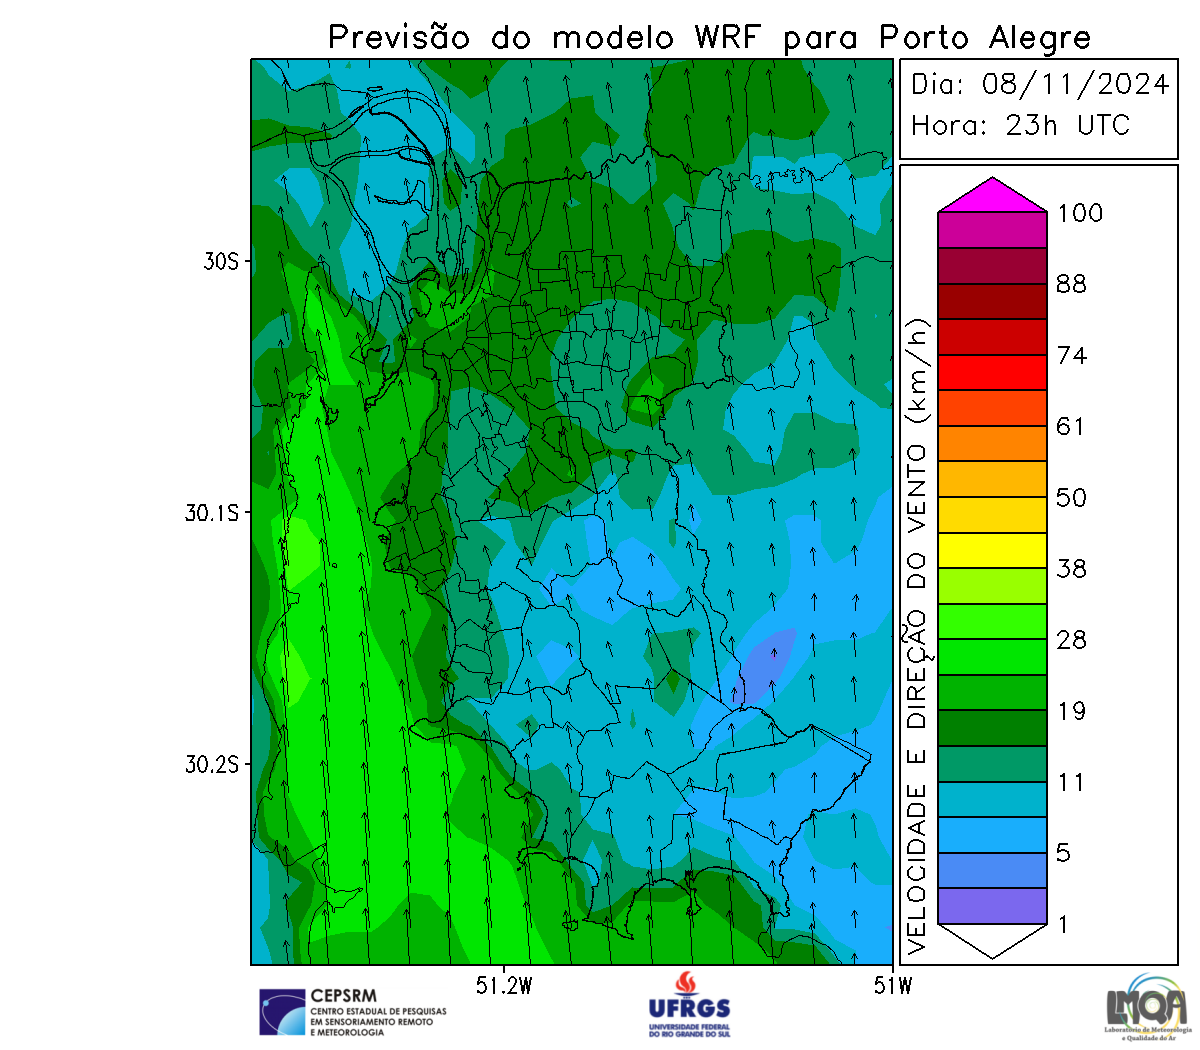 Previsão do modelo WRF para Porto Alegre
Dia: 08/11/2024
Hora: 23h UTC
100
88
74
61
50
38
28
19
11
5
1
VELOCIDADE E DIREÇÃO DO VENTO (km/h)
30S
30.1S
30.2S
51.2W
51W
CEPSRM
CENTRO ESTADUAL DE PESQUISAS
EM SENSORIAMENTO REMOTO
E METEOROLOGIA
UFRGS
UNIVERSIDADE FEDERAL
DO RIO GRANDE DO SUL
LMQA
Laboratório de Meteorologia
e Qualidade do Ar